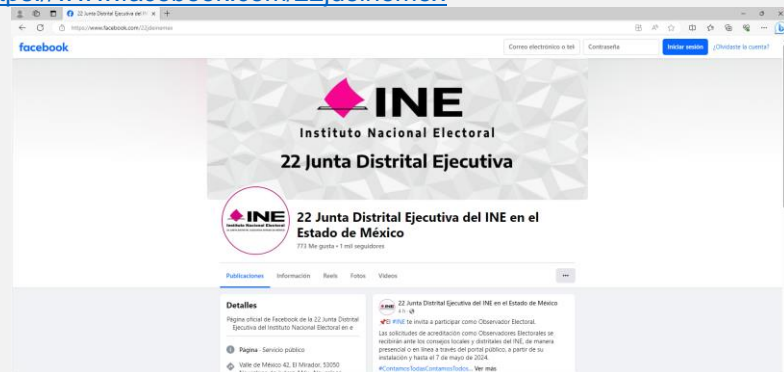 22 Junta Distrital Ejecutiva del I
https://www.facebook.com/22jdeinemex
facebook
Correo electrónico o tel
Contraseña
Iniciar sesión
¿Olvidaste la cuenta?
INE
Instituto Nacional Electoral
22 Junta Distrital Ejecutiva
INE
Instituto Nacional Electoral
22 Junta Distrital Ejecutiva del INE en el
Estado de México
773 Me gusta • 1 mil seguidores
Publicaciones
Información
Reels
Fotos
Videos
Detalles
Página oficial de Facebook de la 22 Junta Distrital
Ejecutiva del Instituto Nacional Electoral en e
Página · Servicio público
Valle de México 42, El Mirador, 53050
22 Junta Distrital Ejecutiva del INE en el Estado de México
El #INE te invita a participar como Observador Electoral.
Las solicitudes de acreditación como Observadores Electorales se
recibirán ante los consejos locales y distritales del INE, de manera
presencial o en línea a través del portal público, a partir de su
instalación y hasta el 7 de mayo de 2024.
#ContamosTodasContamosTodos... Ver más